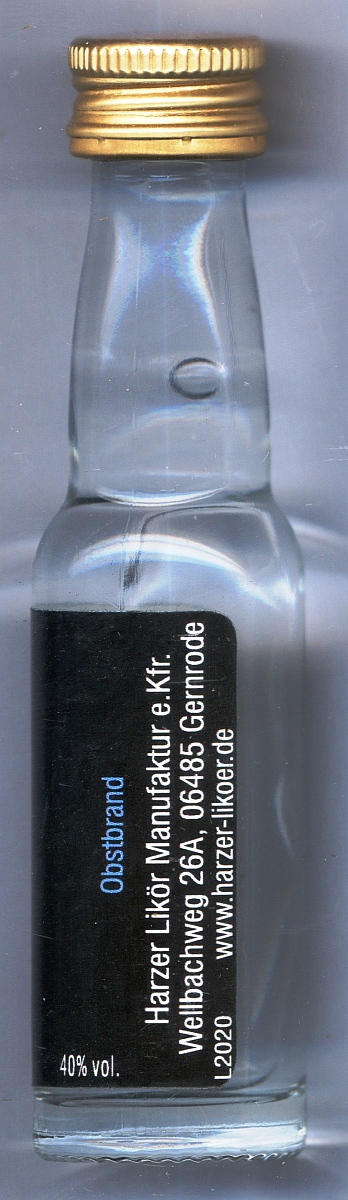 Obstbrand
Harzer Likör Manufaktur e.Kfr.
Wellbachweg 26A, 06485 Gernrode
L2020 www.harzer-likoer.de
40% vol.